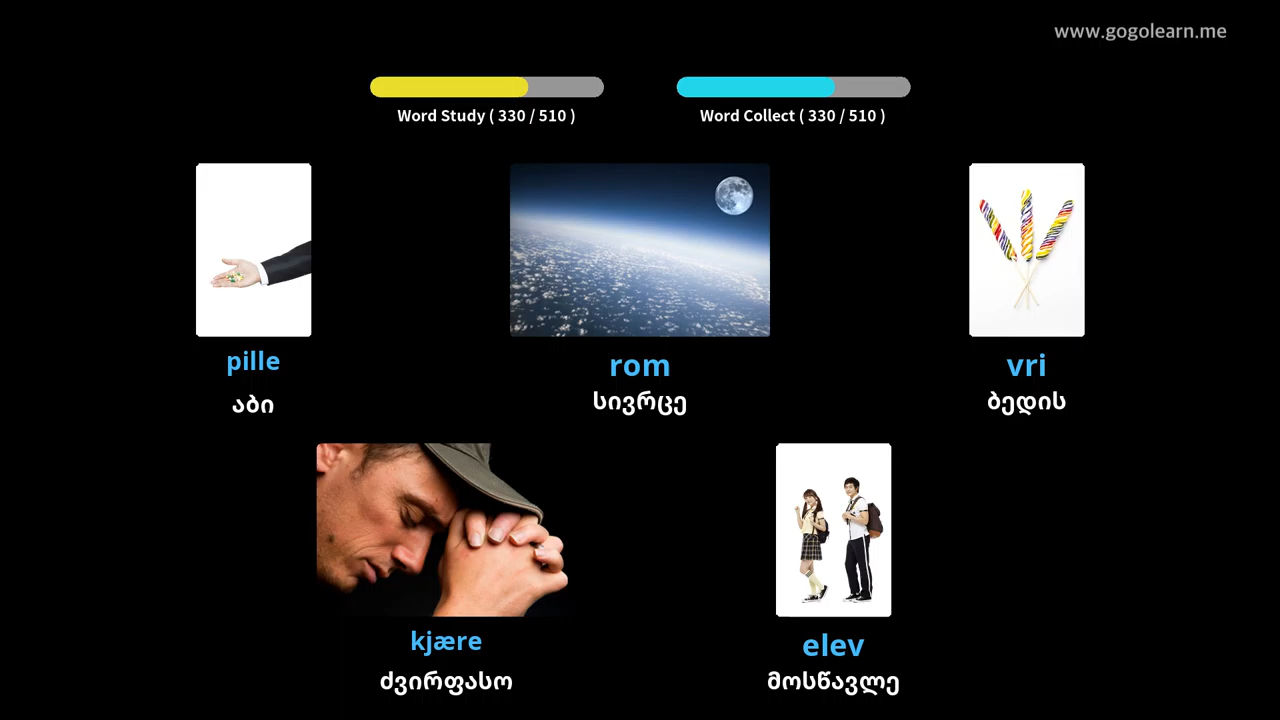 www.gogolearn.me
Word Study ( 330 / 510 )
Word Collect ( 330 / 510 )
pille
აბი
rom
სივრცე
vri
ბედის
kjære
ძვირფასო
elev
მოსწავლე